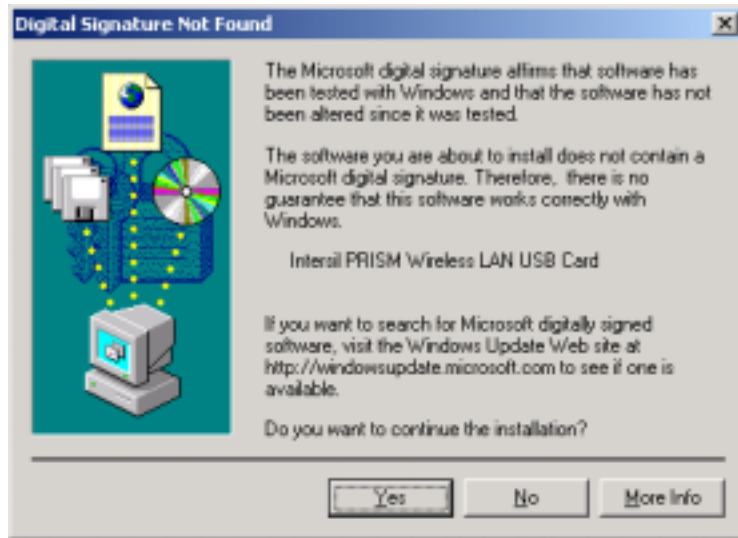 Digital Signature Not Found
The Microsoft digital signature affirms that software has
been tested with Windows and that the software has not
been altered since it was tested.
The software you are about to install does not contain a
Microsoft digital signature. Therefore, there is no
guarantee that this software works correctly with
Windows.
Intersil PRISM Wireless LAN USB Card
If you want to search for Microsoft digitally signed
software, visit the Windows Update Web site at
http://windowsupdate.microsoft.com to see if one is
available.
Do you want to continue the installation?
Yes
No
More Info